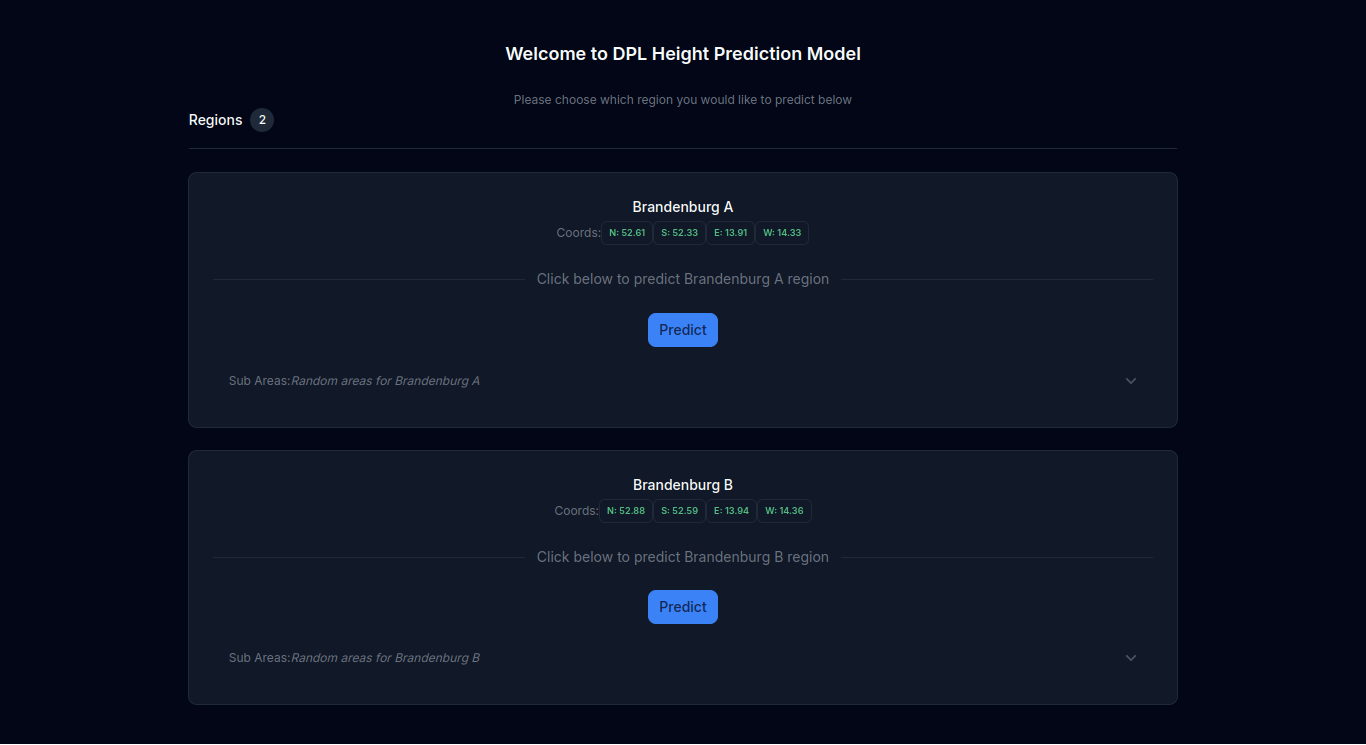 Welcome to DPL Height Prediction Model
Please choose which region you would like to predict below
Regions 2
Brandenburg A
Coords: N: 52.61 S: 52.33 E: 13.91 W: 14.33
Click below to predict Brandenburg A region
Predict
Sub Areas:Random areas for Brandenburg A
Brandenburg B
Coords: N: 52.88 S: 52.59 E: 13.94 W: 14.36
Click below to predict Brandenburg B region
Predict
Sub Areas:Random areas for Brandenburg B